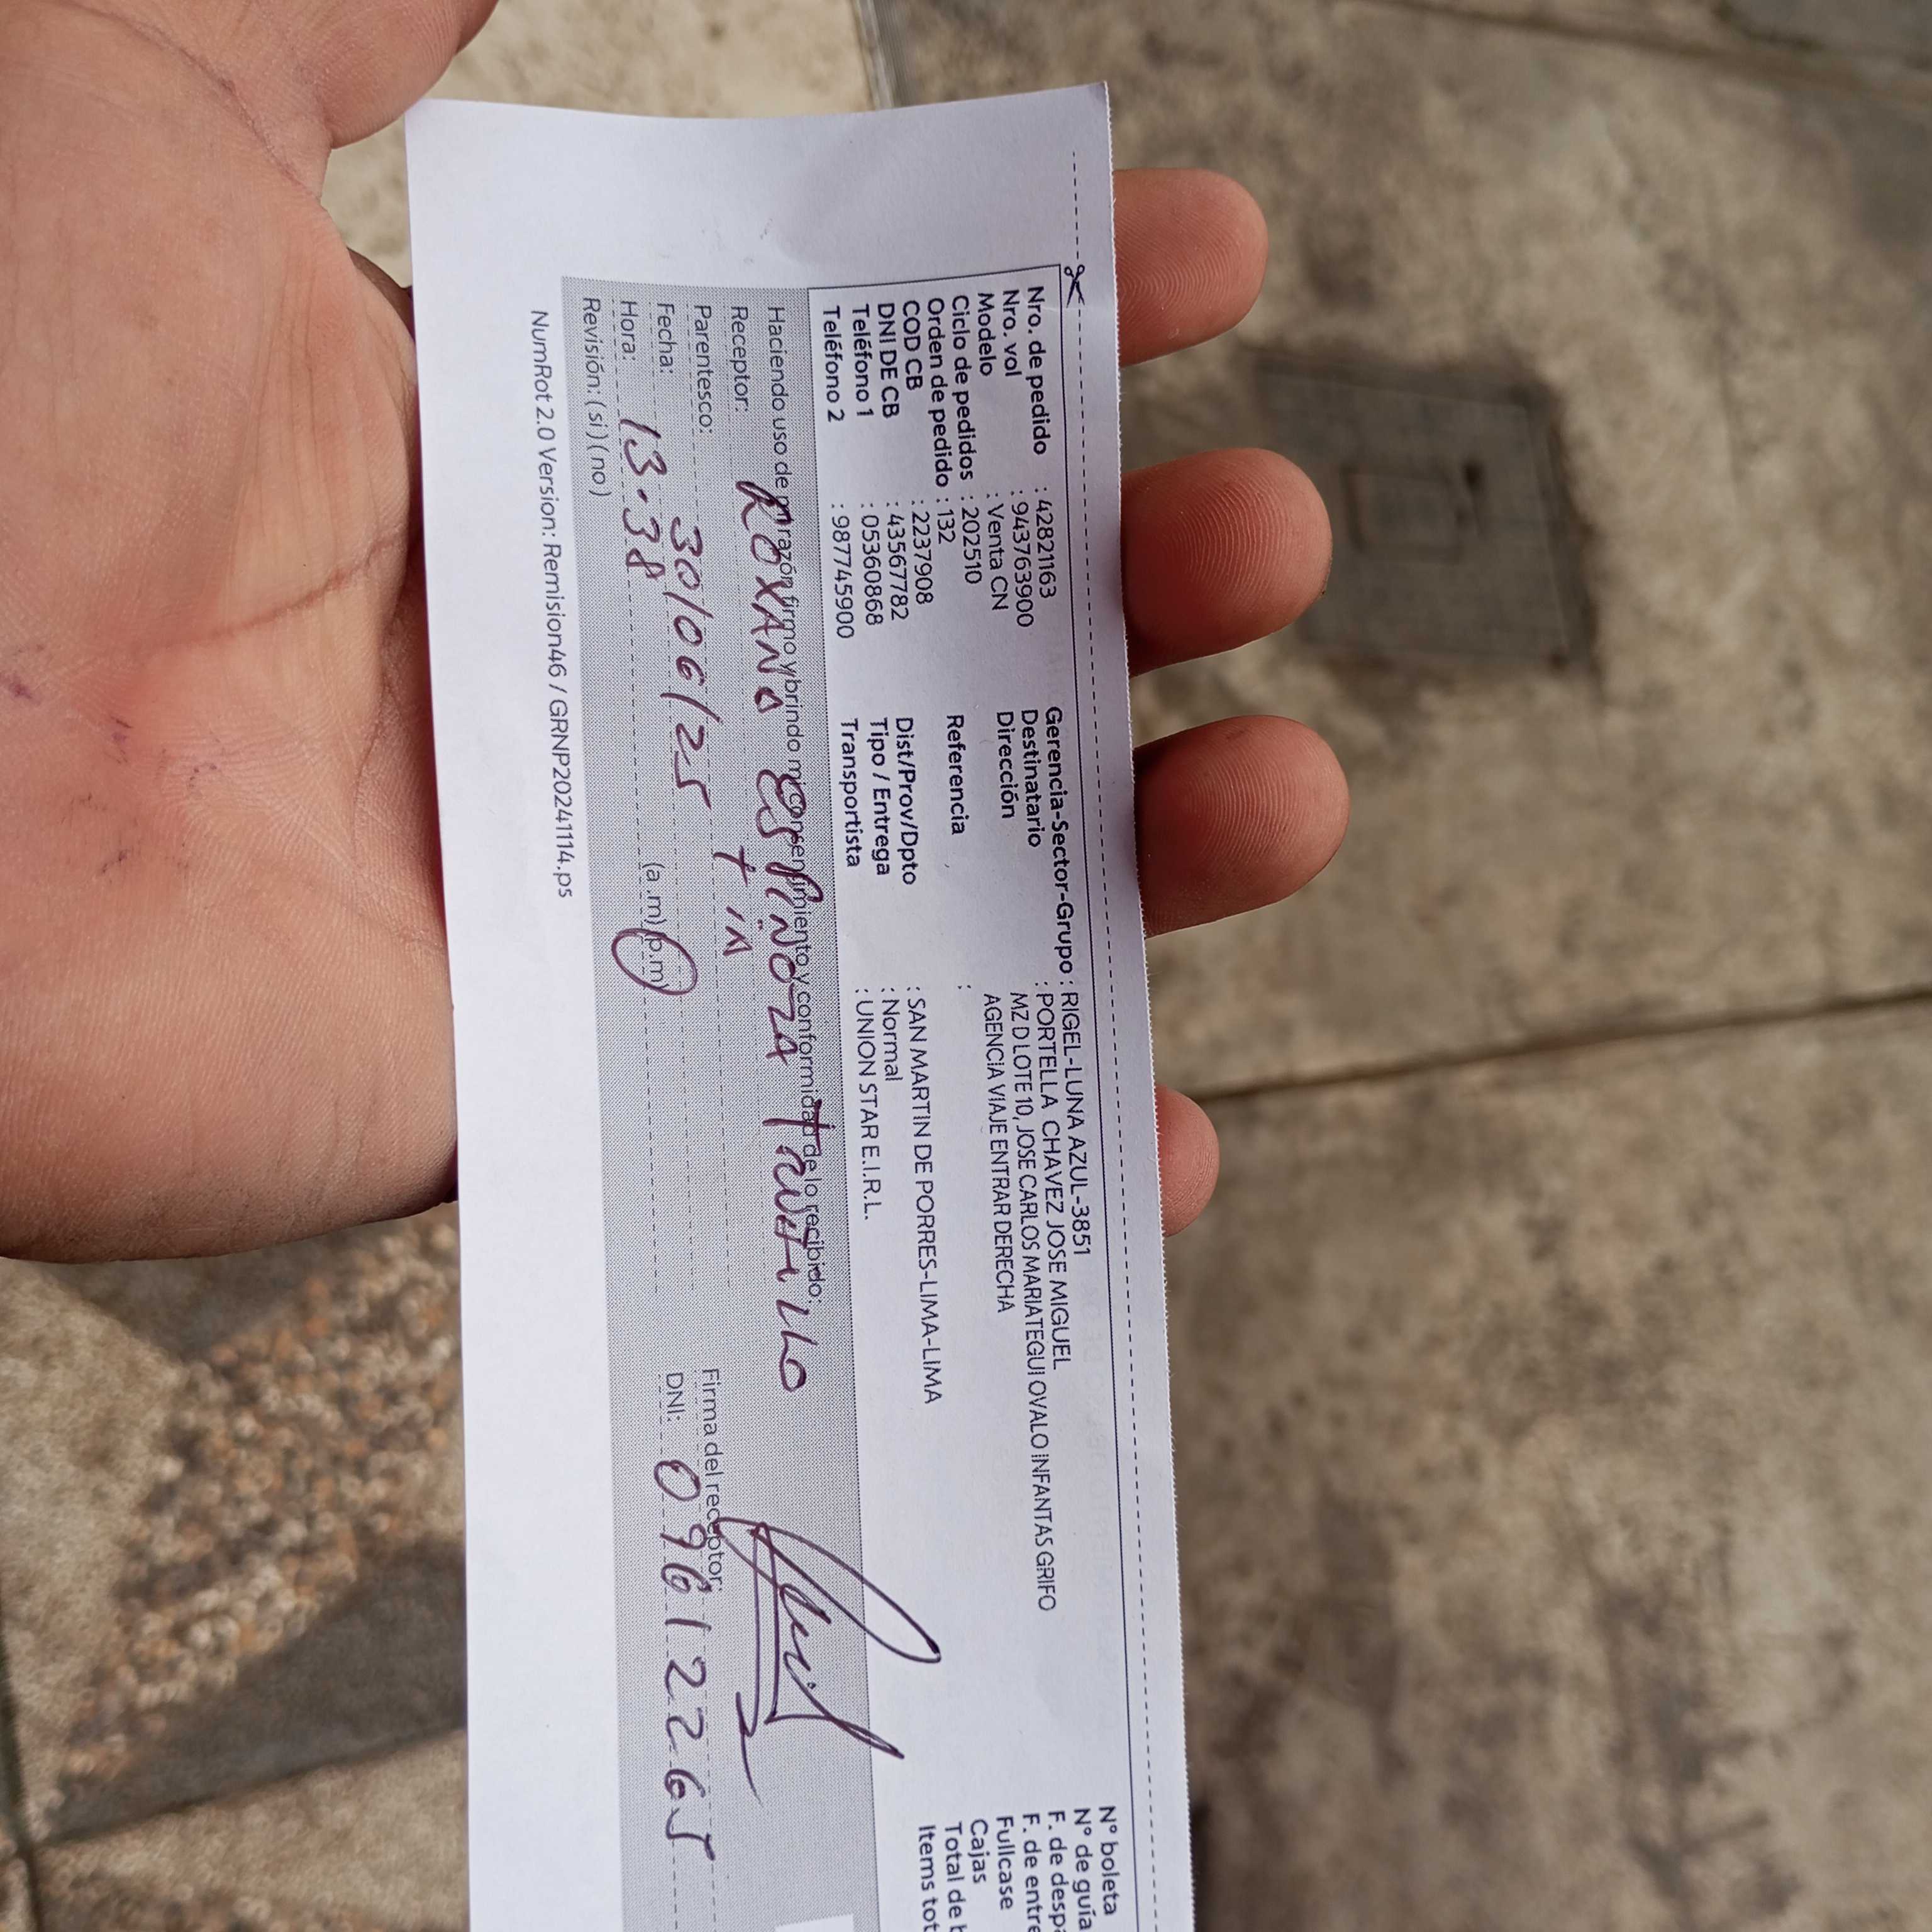 Nro. de pedido : 42821163
Nro. vol : 943763900
Modelo : Venta CN
Ciclo de pedidos : 202510
Orden de pedido : 132
COD CB : 2237908
DNI DE CB : 43567782
Teléfono 1 : 05360868
Teléfono 2 : 987745900
Gerencia-Sector-Grupo : RIGEL-LUNA AZUL-3851
Destinatario : PORTELLA CHAVEZ JOSE MIGUEL
Dirección MZ D LOTE 10, JOSE CARLOS MARIATEGUI OVALO INFANTAS GRIFO
AGENCIA VIAJE ENTRAR DERECHA
Referencia :
Dist/Prov/Dpto : SAN MARTIN DE PORRES-LIMA-LIMA
Tipo / Entrega : Normal
Transportista : UNION STAR E.I.R.L.
N° boleta
N° de guía
F. de
F. de
Fullcase
Cajas
Total de
Items
Haciendo uso de mi razón firmo y brindo mi consentimiento y conformidad de lo recibido:
Receptor: ROXANA ESPINOZA
Parentesco: TIA
Fecha: 30/06/25
Hora: 13.38 (a.m) (p.m)
Revisión: ( si ) ( no )
Firma del receptor:
DNI: 09612265
NumRot 2.0 Version: Remision46 / GRNP20241114.ps